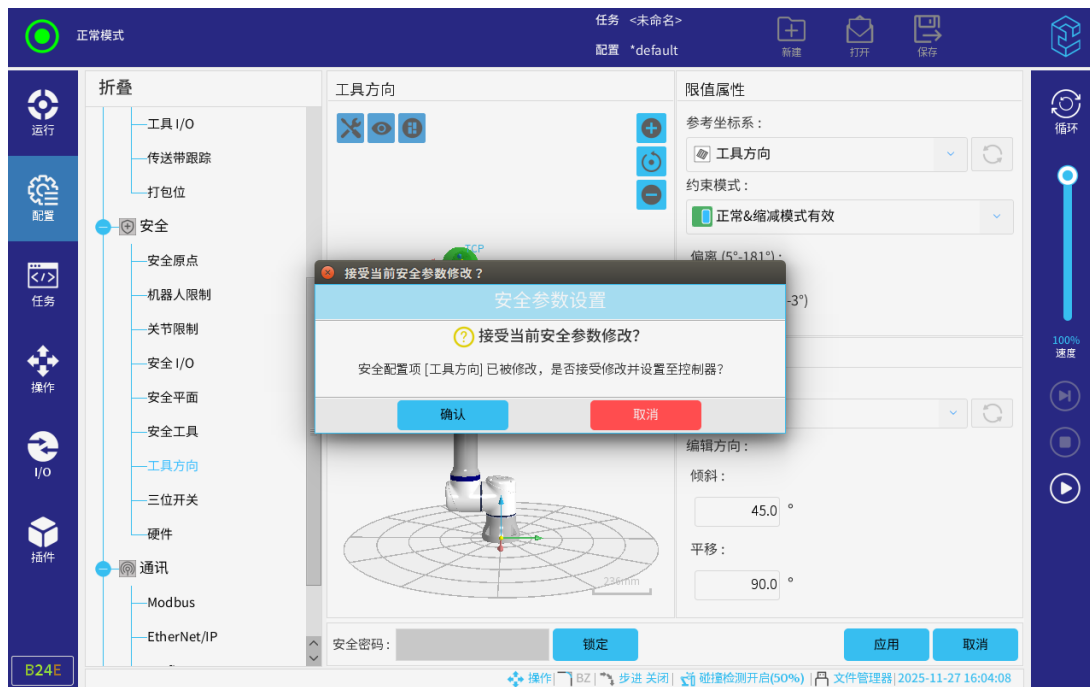 正常模式
任务 <未命名>
配置 *default
新建
打开
保存
运行
配置
任务
操作
I/O
插件
B24E
折叠
工具 I/O
传送带跟踪
打包位
安全
安全原点
机器人限制
关节限制
安全 I/O
安全平面
安全工具
工具方向
三位开关
硬件
通讯
Modbus
EtherNet/IP
工具方向
TCP
236mm
限值属性
参考坐标系：
工具方向
约束模式：
正常&缩减模式有效
偏离 (5°-181°)：
-3°)
接受当前安全参数修改？
安全参数设置
接受当前安全参数修改?
安全配置项 [工具方向] 已被修改，是否接受修改并设置至控制器?
确认
取消
编辑方向：
倾斜：
45.0 °
平移：
90.0 °
安全密码：
锁定
应用
取消
循环
100%
速度
操作| BZ | 步进 关闭| 碰撞检测开启(50%) | 文件管理器| 2025-11-27 16:04:08